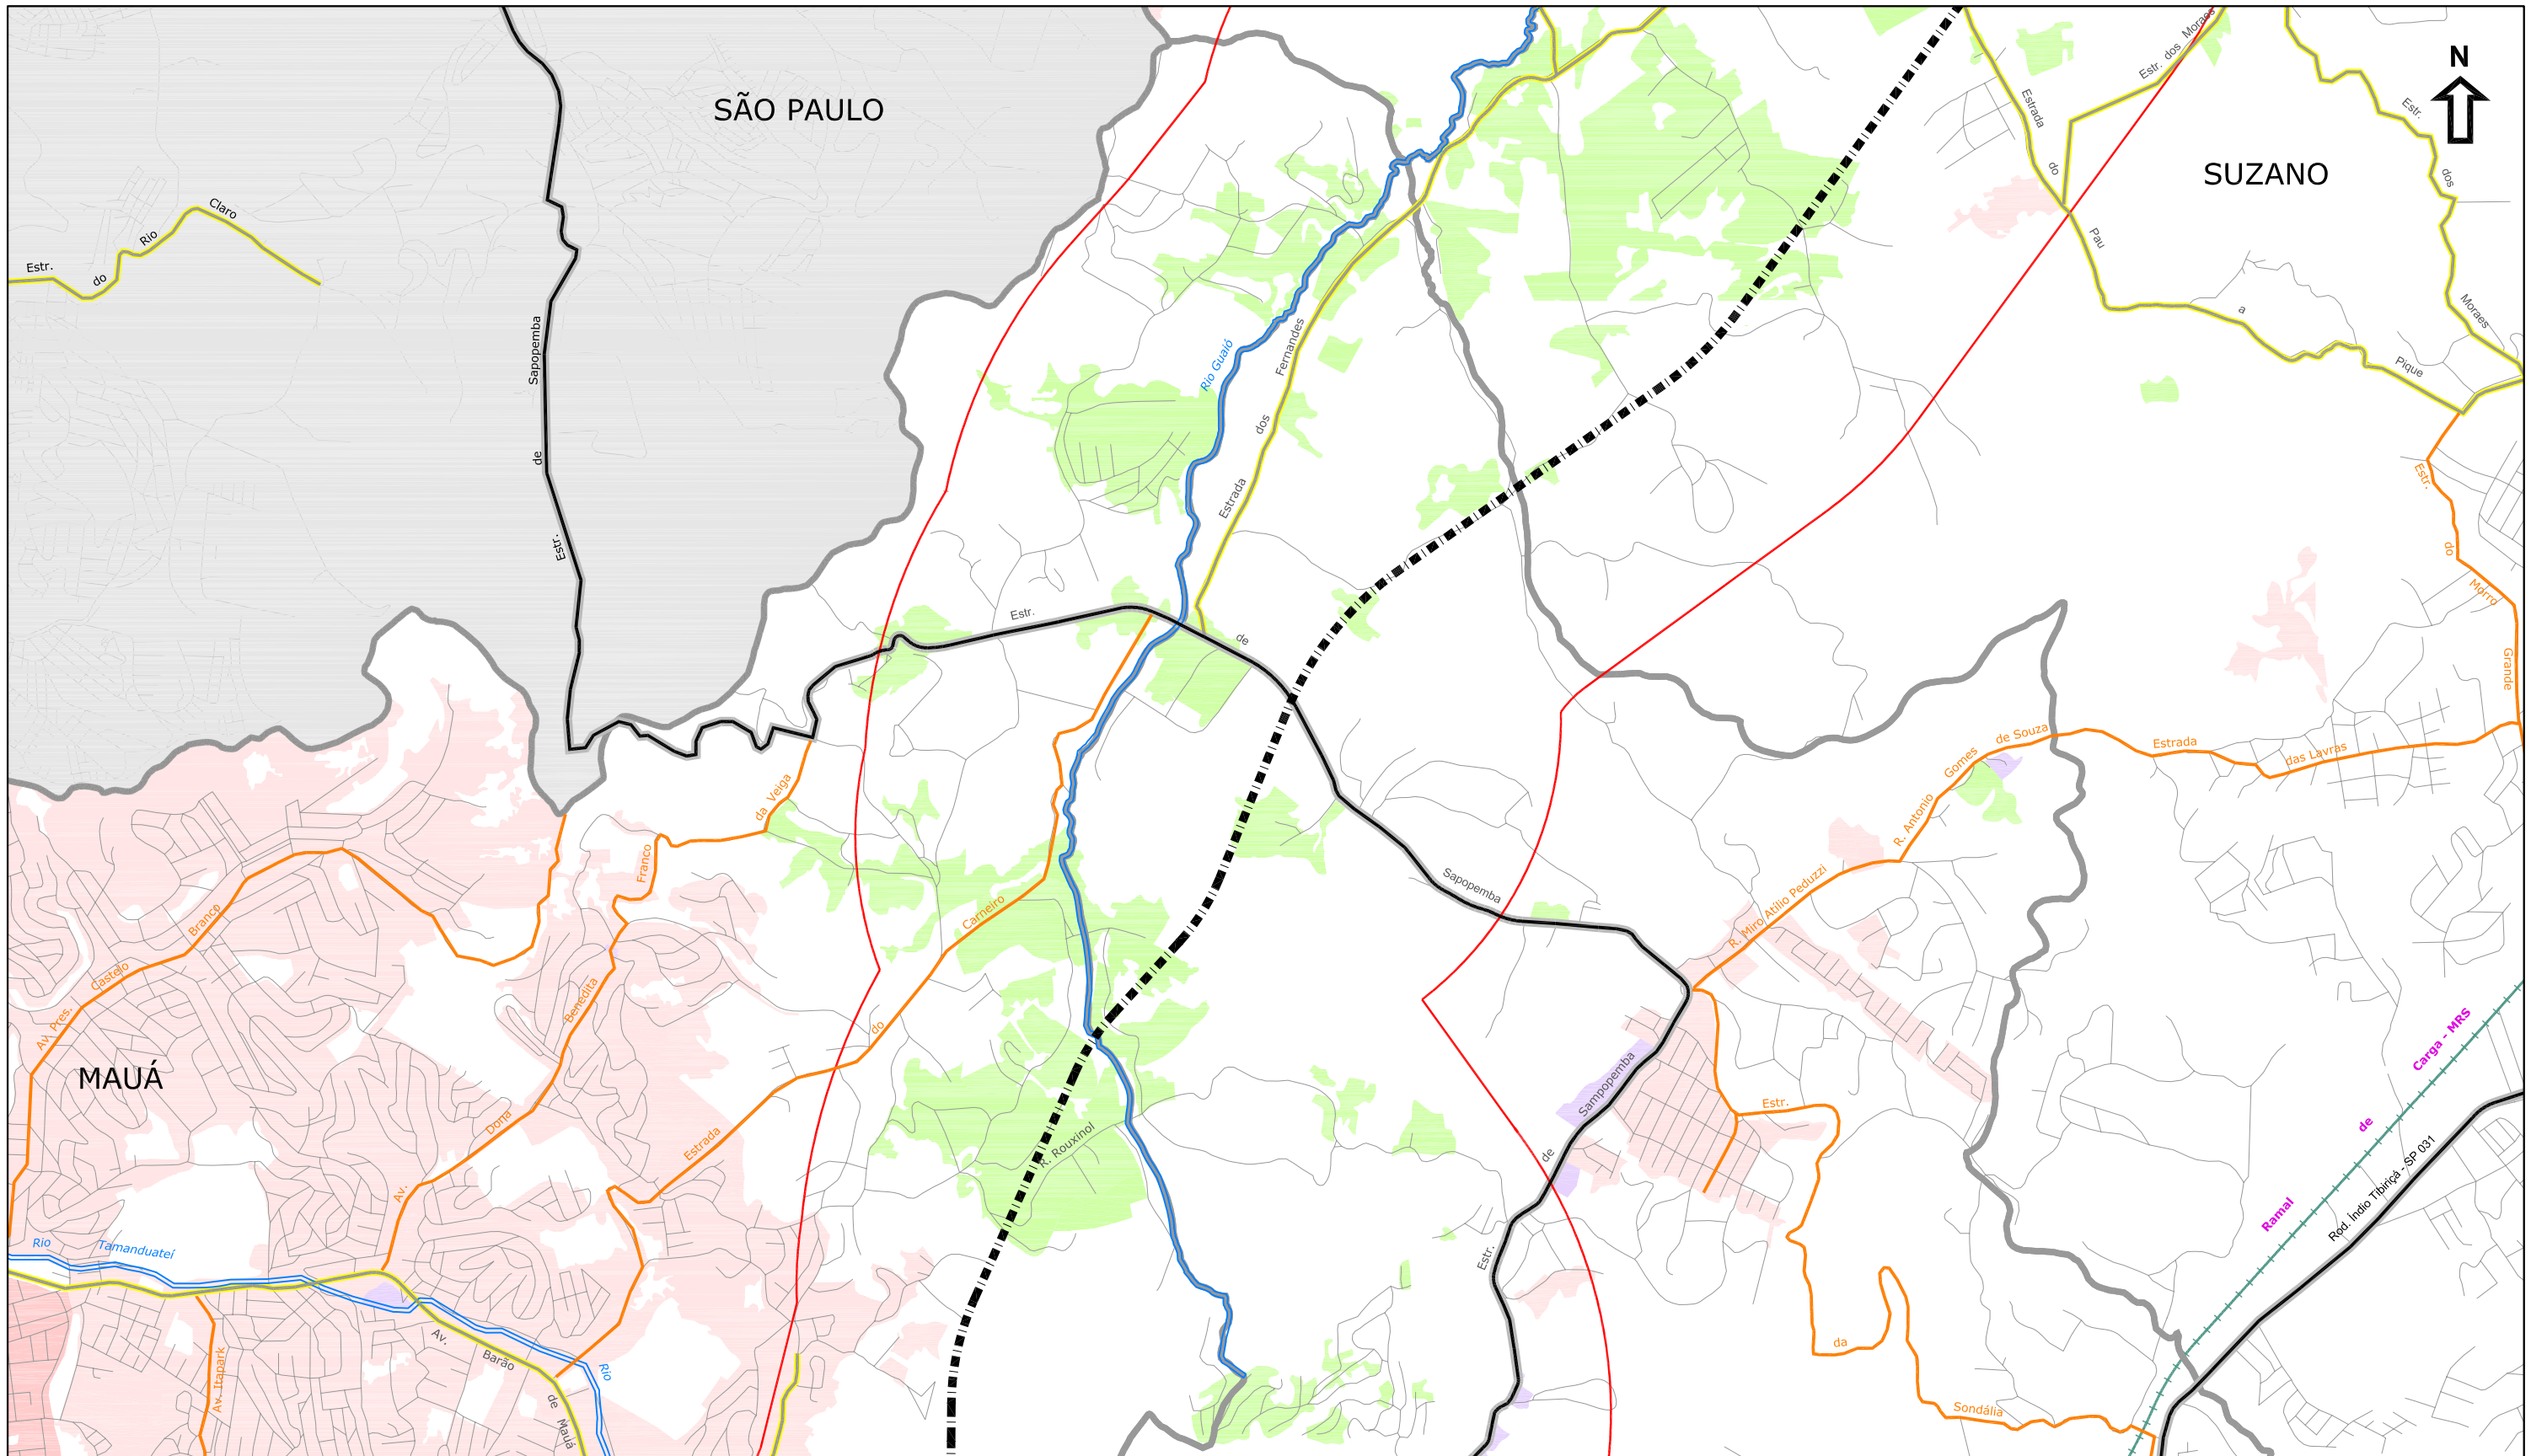 SÃO PAULO
N
SUZANO
MAUÁ
Estr. do Rio Claro
Estr. de Sapopemba
Estr. dos Moraes
Estrada do Pau a Pique
Estr. dos Moraes
Rio Guaió
Estrada dos Fernandes
Estr. de Sapopemba
Estr. do Morro Grande
Estrada das Lavras
R. Antonio Gomes de Souza
R. Miro Atílio Peduzzi
Av. Dona Benedita Franco da Veiga
Av. Pres. Castelo Branco
Estrada do Carneiro
R. Rouxinol
Estr. de Sampopemba
Estr. da Sondália
Ramal de Carga - MRS
Rod. Índio Tibiriçá - SP 031
Rio Tamanduateí
Rio
Av. Barão de Mauá
Av. Itapark